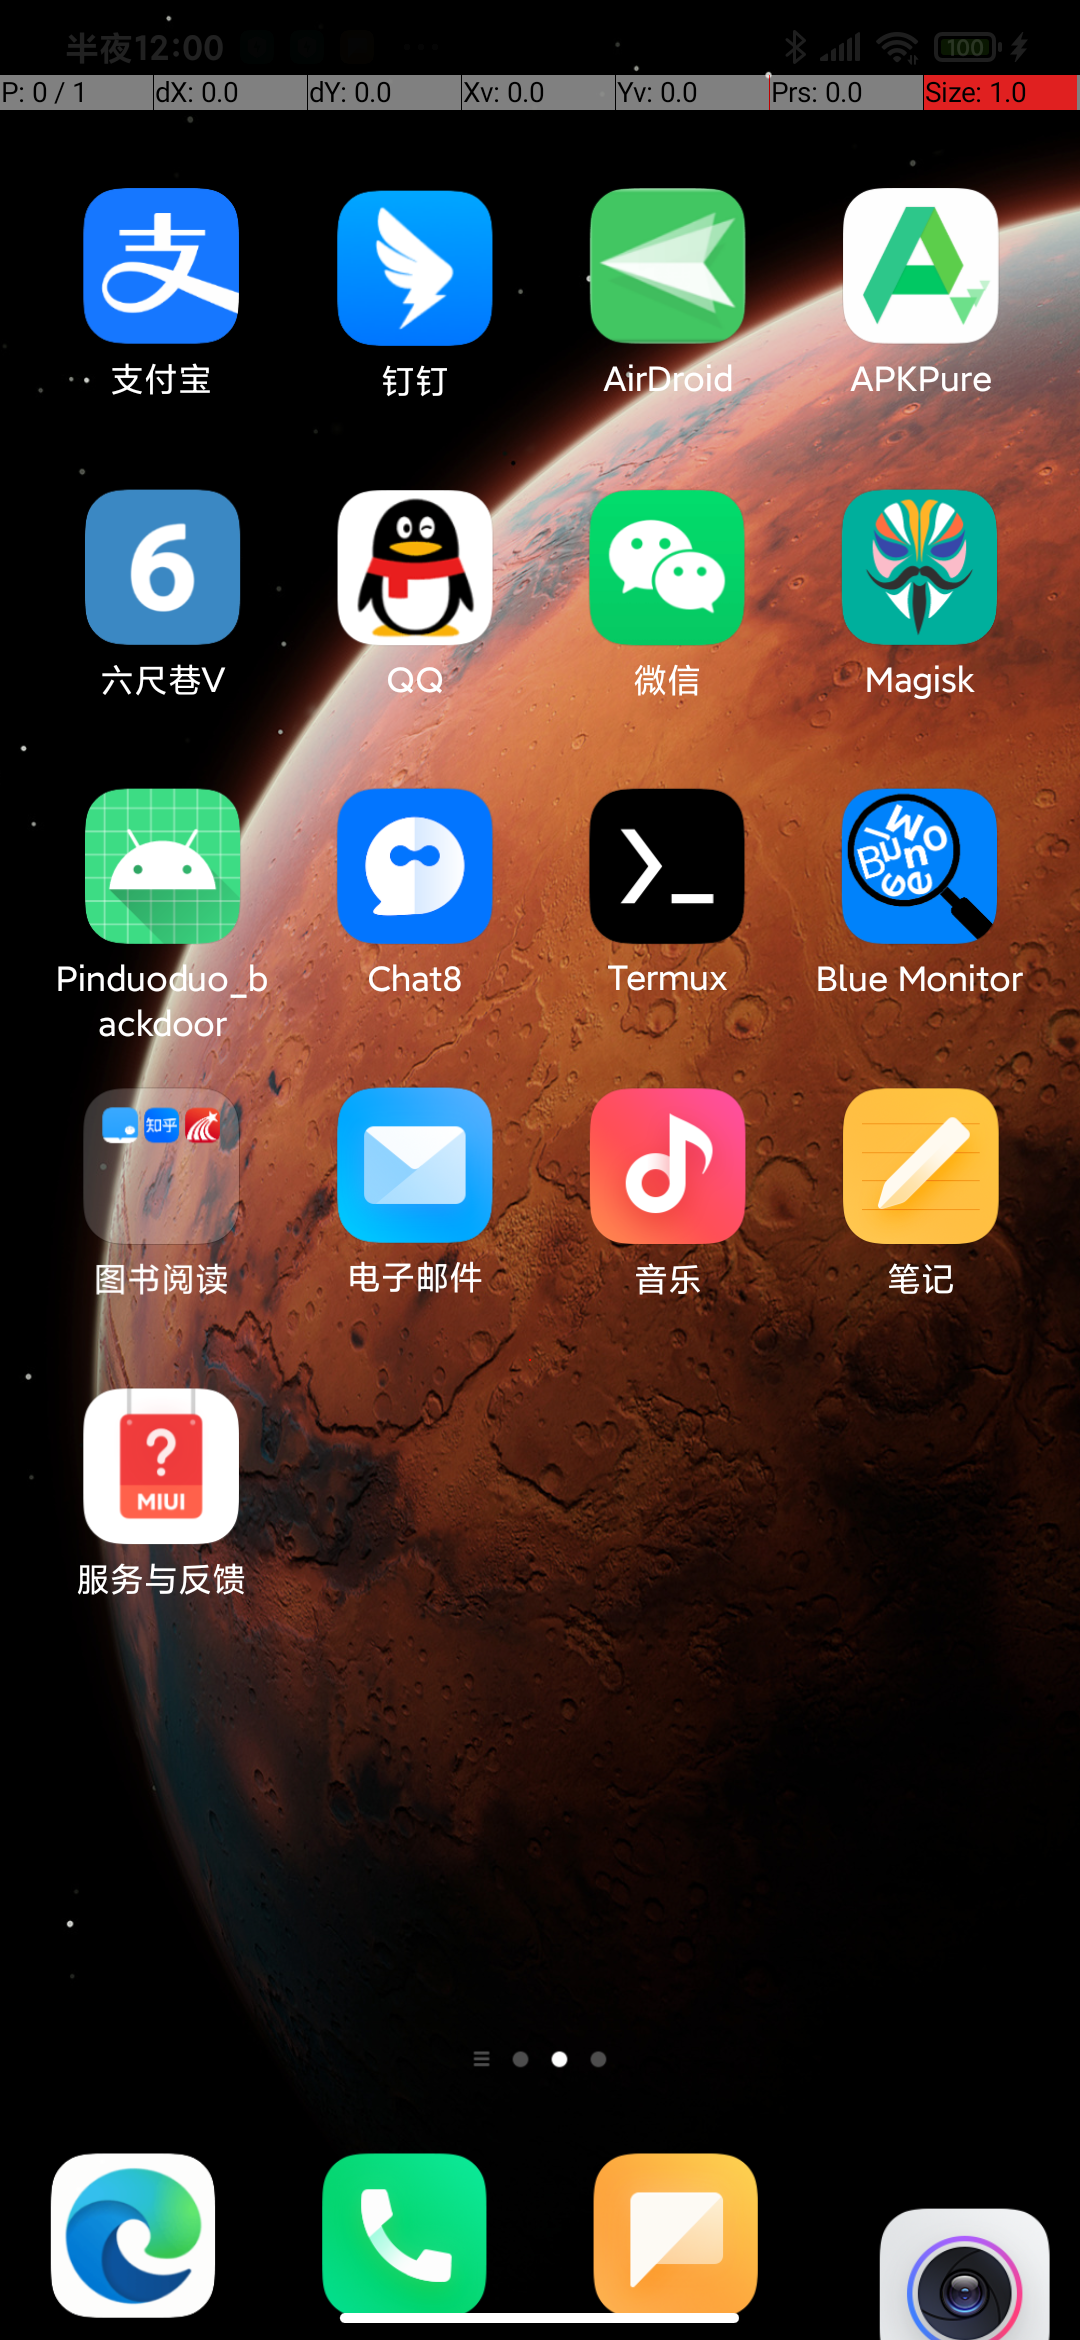 半夜12:00
100
P: 0 / 1 dX: 0.0 dY: 0.0 Xv: 0.0 Yv: 0.0 Prs: 0.0 Size: 1.0
支
支付宝 钉钉 AirDroid APKPure
6
六尺巷V QQ 微信 Magisk
Pinduoduo_b
ackdoor
Chat8 Termux Blue Monitor
知乎
图书阅读 电子邮件 音乐 笔记
?
MIUI
服务与反馈